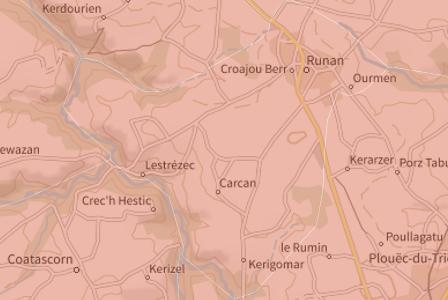 Kerdourien
Croajou Berr
Runan
Ourmen
ewazan
Lestrézec
Kerarzer
Porz Tabu
Carcan
Crec'h Hestic
Pouillagatu
le Rumin
Coatascorn
Kerizel
Kerigomar
Plouëc-du-Tri